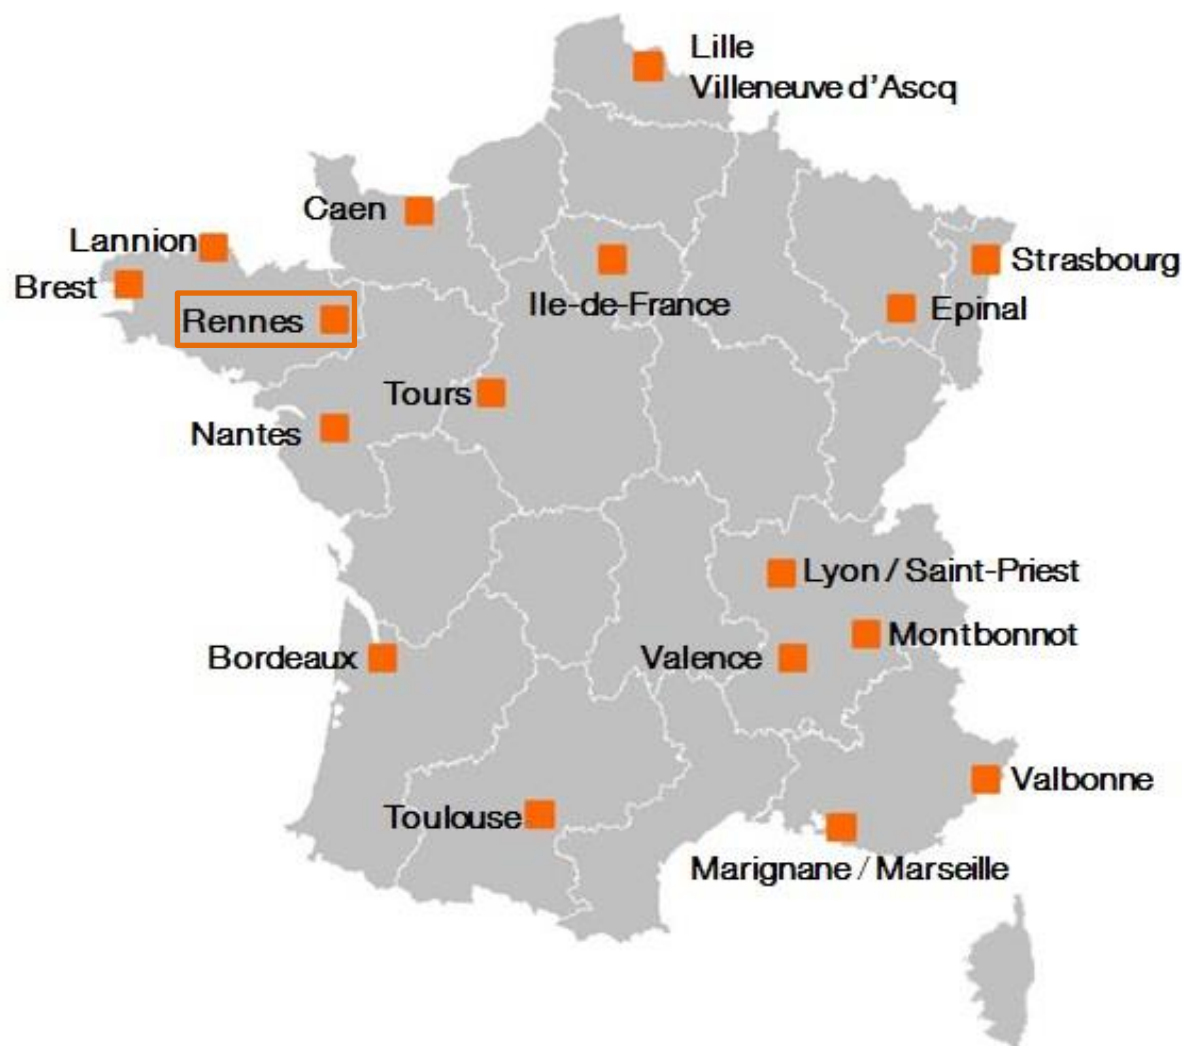 Lille
Villeneuve d'Ascq
Caen
Lannion
Strasbourg
Brest
Ile-de-France
Epinal
Rennes
Tours
Nantes
Lyon / Saint-Priest
Montbonnot
Bordeaux
Valence
Valbonne
Toulouse
Marignane / Marseille